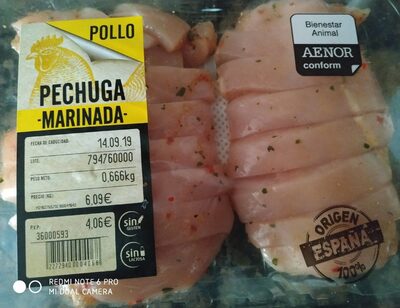 POLLO
PECHUGA
-MARINADA-
FECHA DE CADUCIDAD:
14.09.19
LOTE:
794760000
PESO NETO:
0,666kg
PRECIO/KG:
6,09€
P.V.P.:
4,06€
36000593
sin
GLUTEN
sin
LACTOSA
Bienestar
Animal
AENOR
conform
ORIGEN
ESPAÑA
100%
REDMI NOTE 6 PRO
MI DUAL CAMERA